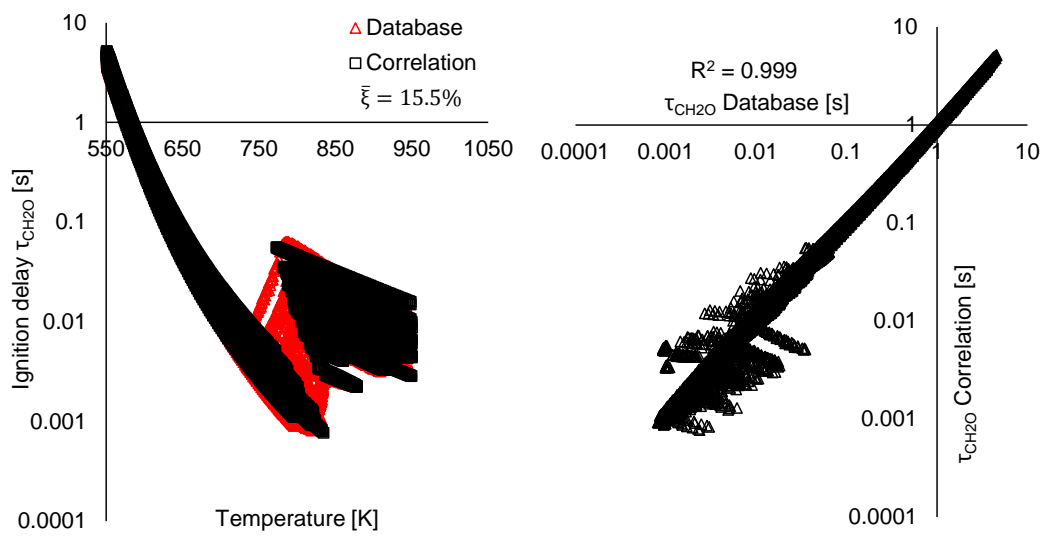 10
1
0.1
0.01
0.001
0.0001
550 650 750 850 950 1050
Ignition delay τCH2O [s]
Temperature [K]
Database
Correlation
ξ̄ = 15.5%
R² = 0.999
τCH2O Database [s]
0.0001 0.001 0.01 0.1 1 10
10
1
0.1
0.01
0.001
0.0001
τCH2O Correlation [s]